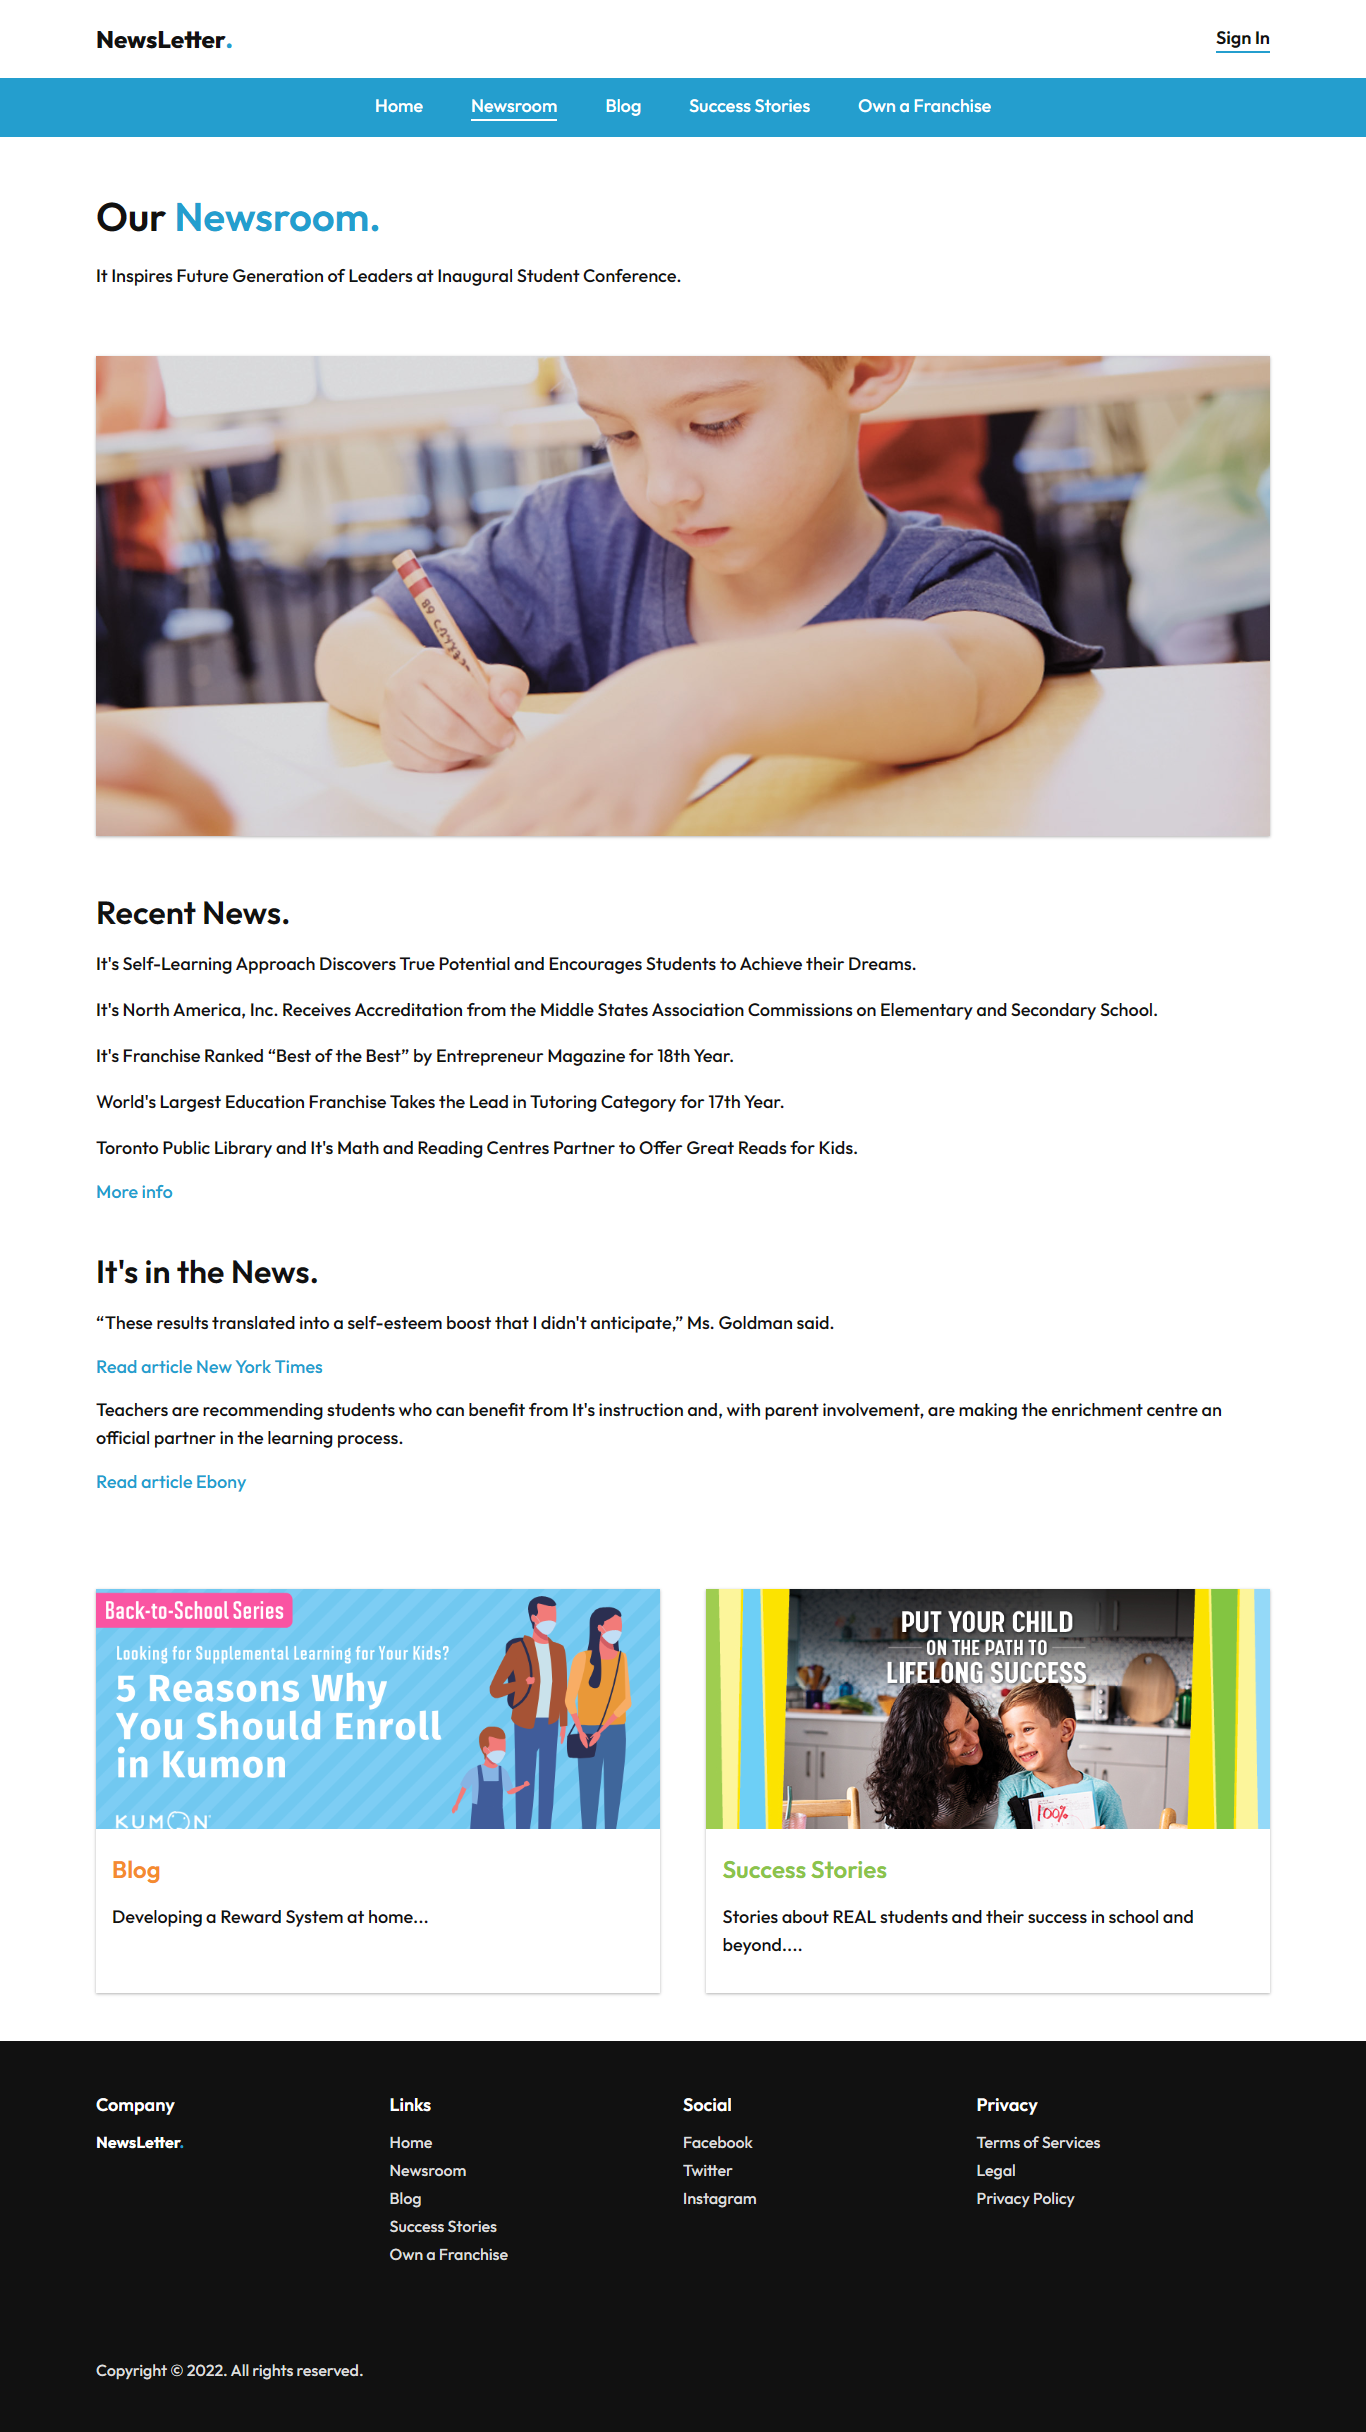 NewsLetter.
Sign In
Home Newsroom Blog Success Stories Own a Franchise
Our Newsroom.
It Inspires Future Generation of Leaders at Inaugural Student Conference.
Recent News.
It's Self-Learning Approach Discovers True Potential and Encourages Students to Achieve their Dreams.
It's North America, Inc. Receives Accreditation from the Middle States Association Commissions on Elementary and Secondary School.
It's Franchise Ranked “Best of the Best” by Entrepreneur Magazine for 18th Year.
World's Largest Education Franchise Takes the Lead in Tutoring Category for 17th Year.
Toronto Public Library and It's Math and Reading Centres Partner to Offer Great Reads for Kids.
More info
It's in the News.
“These results translated into a self-esteem boost that I didn't anticipate,” Ms. Goldman said.
Read article New York Times
Teachers are recommending students who can benefit from It's instruction and, with parent involvement, are making the enrichment centre an
official partner in the learning process.
Read article Ebony
Back-to-School Series
Looking for Supplemental Learning for Your Kids?
5 Reasons Why
You Should Enroll
in Kumon
KUMON
Blog
Developing a Reward System at home...
PUT YOUR CHILD
ON THE PATH TO
LIFELONG SUCCESS
100%
Success Stories
Stories about REAL students and their success in school and
beyond....
Company
NewsLetter.
Links
Home
Newsroom
Blog
Success Stories
Own a Franchise
Social
Facebook
Twitter
Instagram
Privacy
Terms of Services
Legal
Privacy Policy
Copyright © 2022. All rights reserved.